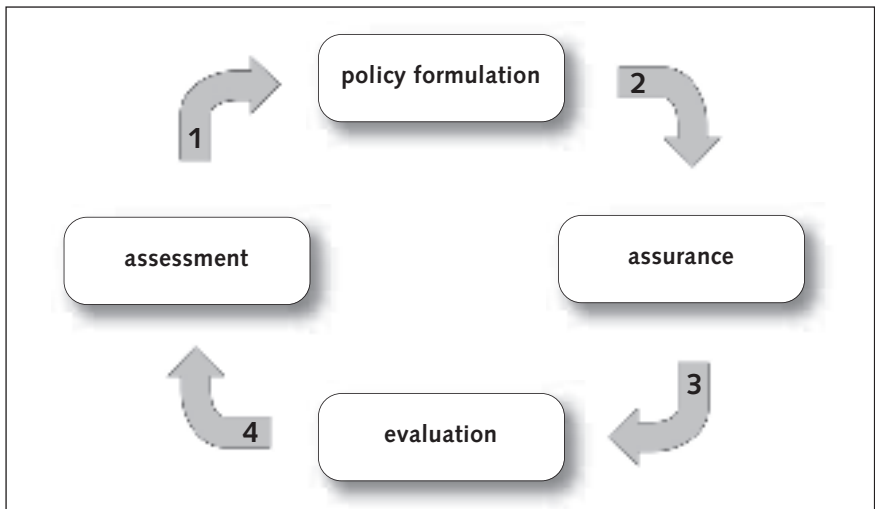 policy formulation
2
1
assessment
assurance
3
evaluation
4